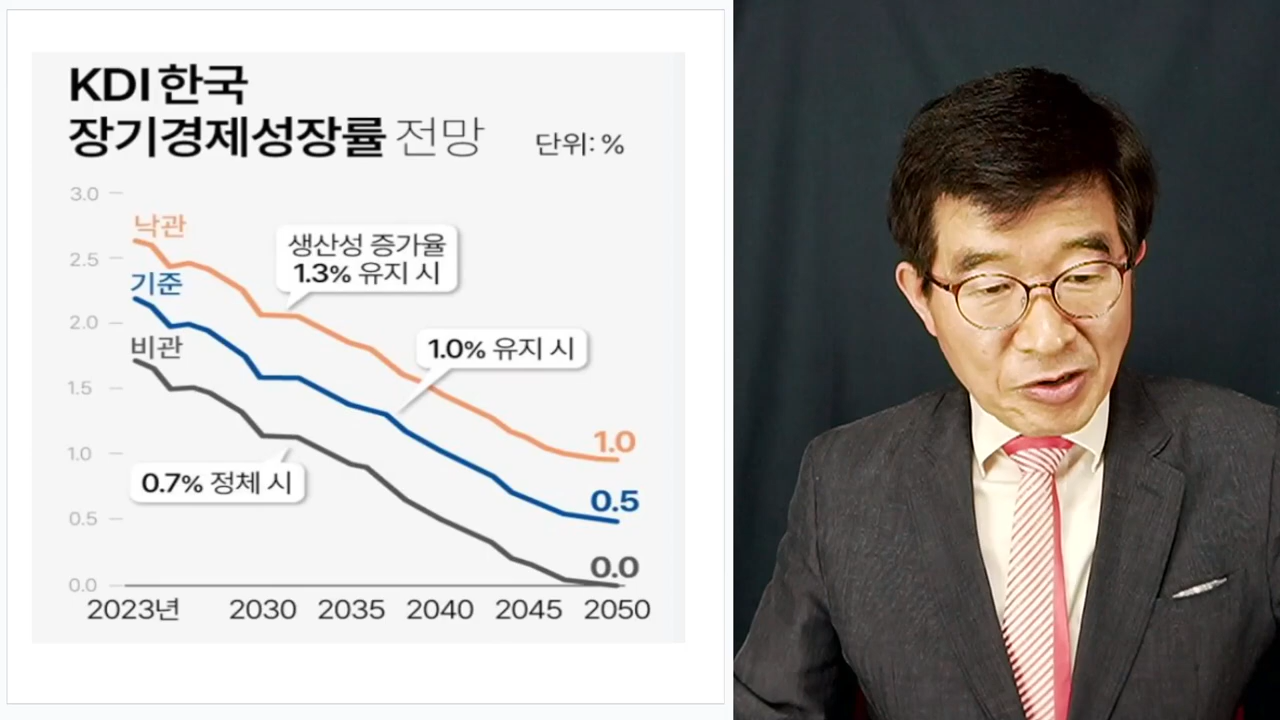 KDI 한국
장기경제성장률 전망
단위: %
3.0
2.5
2.0
1.5
1.0
0.5
0.0
낙관
기준
비관
생산성 증가율
1.3% 유지 시
1.0% 유지 시
0.7% 정체 시
1.0
0.5
0.0
2023년 2030 2035 2040 2045 2050